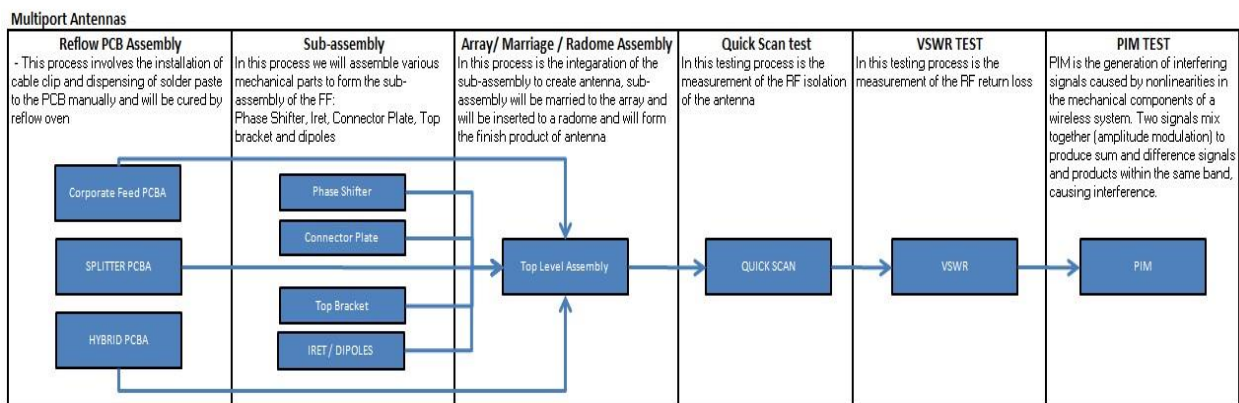 Multiport Antennas
Reflow PCB Assembly
- This process involves the installation of
cable clip and dispensing of solder paste
to the PCB manually and will be cured by
reflow oven
Sub-assembly
In this process we will assemble various
mechanical parts to form the sub-
assembly of the FF:
Phase Shifter, Iret, Connector Plate, Top
bracket and dipoles
Array/ Marriage / Radome Assembly
In this process is the integaration of the
sub-assembly to create antenna, sub-
assembly will be married to the array and
will be inserted to a radome and will form
the finish product of antenna
Quick Scan test
In this testing process is the
measurement of the RF isolation
of the antenna
VSWR TEST
In this testing process is the
measurement of the RF return loss
PIM TEST
PIM is the generation of interfering
signals caused by nonlinearities in
the mechanical components of a
wireless system. Two signals mix
together (amplitude modulation) to
produce sum and difference signals
and products within the same band,
causing interference.
Corporate Feed PCBA
SPLITTER PCBA
HYBRID PCBA
Phase Shifter
Connector Plate
Top Bracket
IRET / DIPOLES
Top Level Assembly
QUICK SCAN
VSWR
PIM